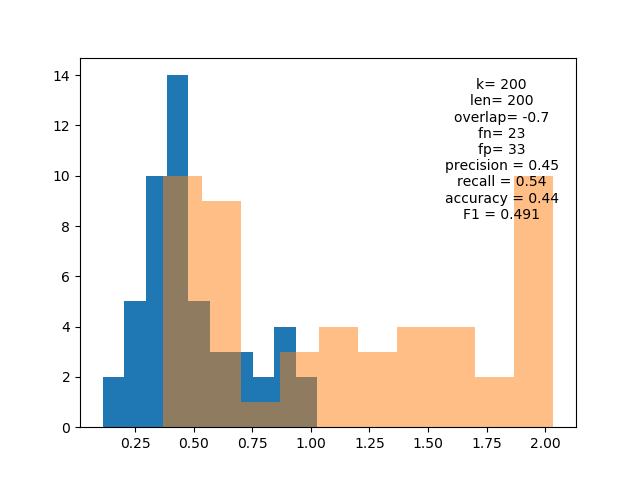 14
12
10
8
6
4
2
0
k= 200
len= 200
overlap= -0.7
fn= 23
fp= 33
precision = 0.45
recall = 0.54
accuracy = 0.44
F1 = 0.491
0.25 0.50 0.75 1.00 1.25 1.50 1.75 2.00